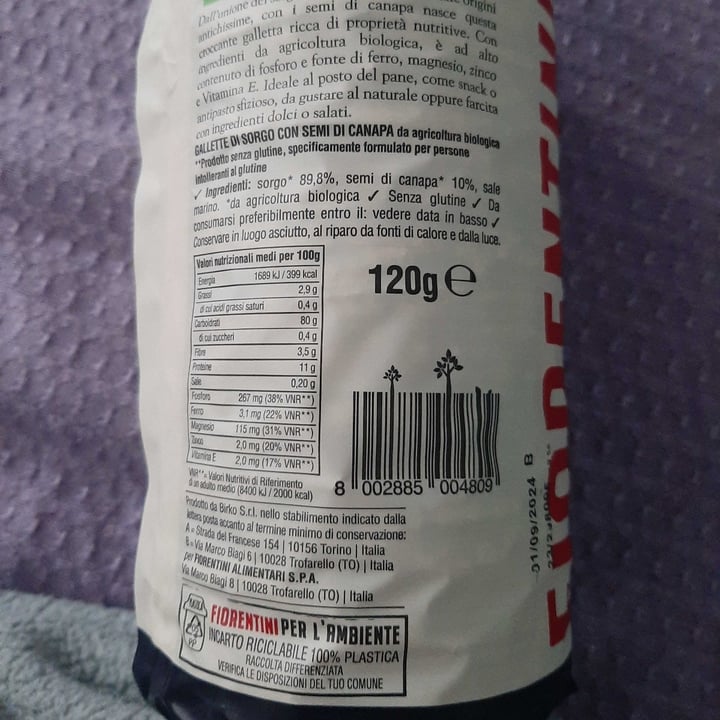 Dall'unione dei origini
antichissime, con i semi di canapa nasce questa
croccante galletta ricca di proprietà nutritive. Con
ingredienti da agricoltura biologica, è ad alto
contenuto di fosforo e fonte di ferro, magnesio, zinco
e Vitamina E. Ideale al posto del pane, come snack o
antipasto sfizioso, da gustare al naturale oppure farcita
con ingredienti dolci o salati.
GALLETTE DI SORGO CON SEMI DI CANAPA da agricoltura biologica
**Prodotto senza glutine, specificamente formulato per persone
intolleranti al glutine
✓ Ingredienti: sorgo* 89,8%, semi di canapa* 10%, sale
marino. *da agricoltura biologica ✓ Senza glutine ✓ Da
consumarsi preferibilmente entro il: vedere data in basso ✓
Conservare in luogo asciutto, al riparo da fonti di calore e dalla luce.
Valori nutrizionali medi per 100g
Energia 1689 kJ / 399 kcal
Grassi 2,9 g
di cui acidi grassi saturi 0,4 g
Carboidrati 80 g
di cui zuccheri 0,4 g
Fibre 3,5 g
Proteine 11 g
Sale 0,20 g
Fosforo 267 mg (38% VNR**)
Ferro 3,1 mg (22% VNR**)
Magnesio 115 mg (31% VNR**)
Zinco 2,0 mg (20% VNR**)
Vitamina E 2,0 mg (17% VNR**)
VNR**= Valori Nutritivi di Riferimento
di un adulto medio (8400 kJ / 2000 kcal)
120g e
8 002885 004809
Prodotto da Birko S.r.l. nello stabilimento indicato dalla
lettera posta accanto al termine minimo di conservazione:
A = Strada del Francese 154 | 10156 Torino | Italia
B = Via Marco Biagi 6 | 10028 Trofarello (TO) | Italia
per FIORENTINI ALIMENTARI S.P.A.
Via Marco Biagi 8 | 10028 Trofarello (TO) | Italia
FIORENTINI PER L'AMBIENTE
INCARTO RICICLABILE 100% PLASTICA
RACCOLTA DIFFERENZIATA
VERIFICA LE DISPOSIZIONI DEL TUO COMUNE
PP
01/09/2024 B
FIORENTIN